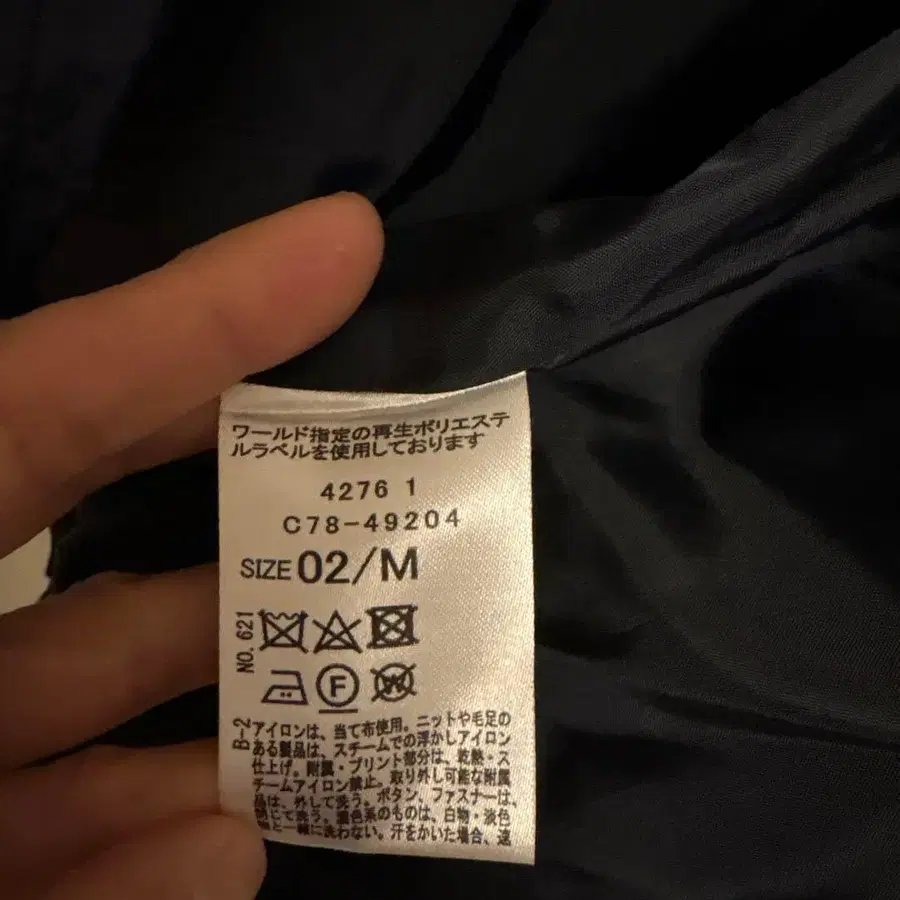 ワールド指定の再生ポリエステ
ルラベルを使用しております
4276 1
C78-49204
SIZE 02/M
NO. 621
F
W
B-2
アイロンは、当て布使用。ニットや毛足の
ある製品は、スチームでの浮かしアイロン
仕上げ。附属・プリント部分は、乾熱・ス
チームアイロン禁止。取り外し可能な附属
品は、外して洗う。ボタン、ファスナーは、
閉じて洗う。濃色系のものは、白物・淡色
と一緒に洗わない。汗をかいた場合、速